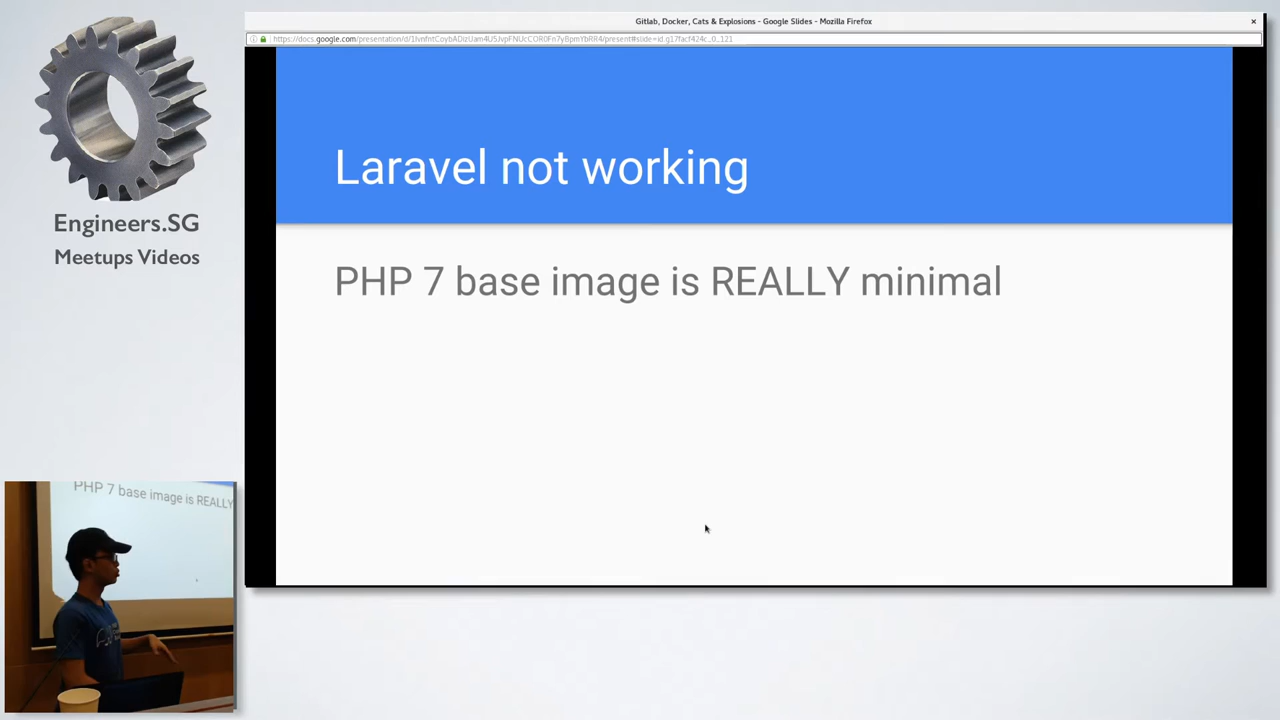 Gitlab, Docker, Cats & Explosions - Google Slides - Mozilla Firefox
Engineers.SG
Meetups Videos
Laravel not working
PHP 7 base image is REALLY minimal
PHP 7 base image is REALLY